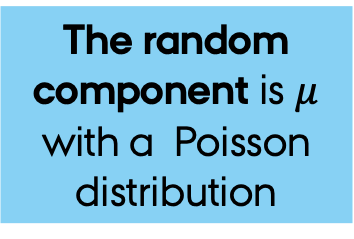 The random
component is μ
with a Poisson
distribution